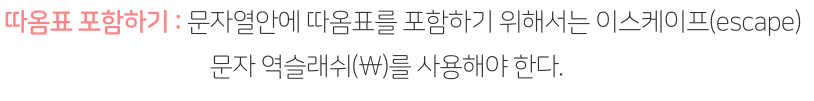 따옴표 포함하기 : 문자열안에 따옴표를 포함하기 위해서는 이스케이프(escape)
문자 역슬래쉬(₩)를 사용해야 한다.